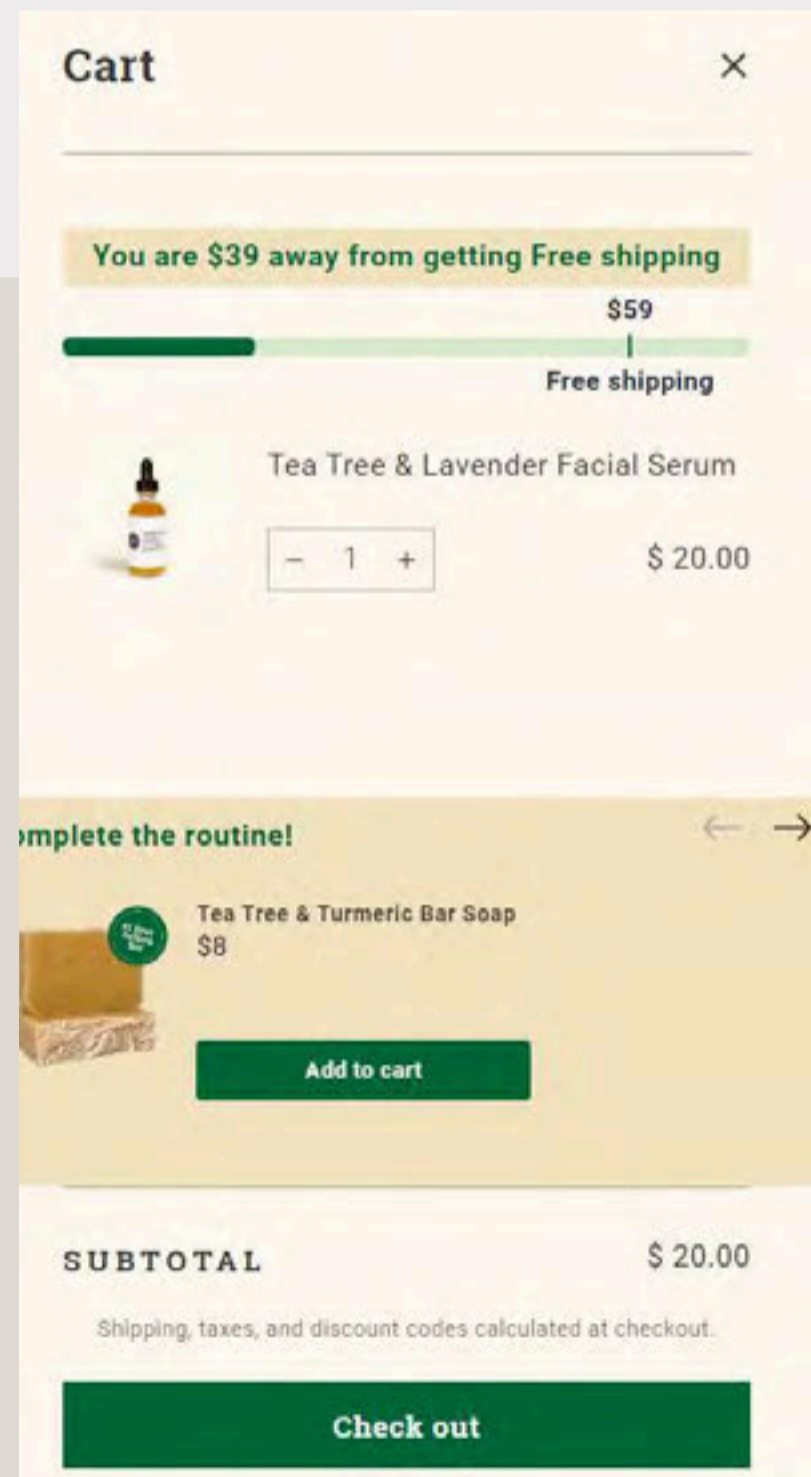 Cart
You are $39 away from getting Free shipping
$59
Free shipping
Tea Tree & Lavender Facial Serum
− 1 +
$ 20.00
omplete the routine!
Tea Tree & Turmeric Bar Soap
$8
Add to cart
SUBTOTAL
$ 20.00
Shipping, taxes, and discount codes calculated at checkout.
Check out